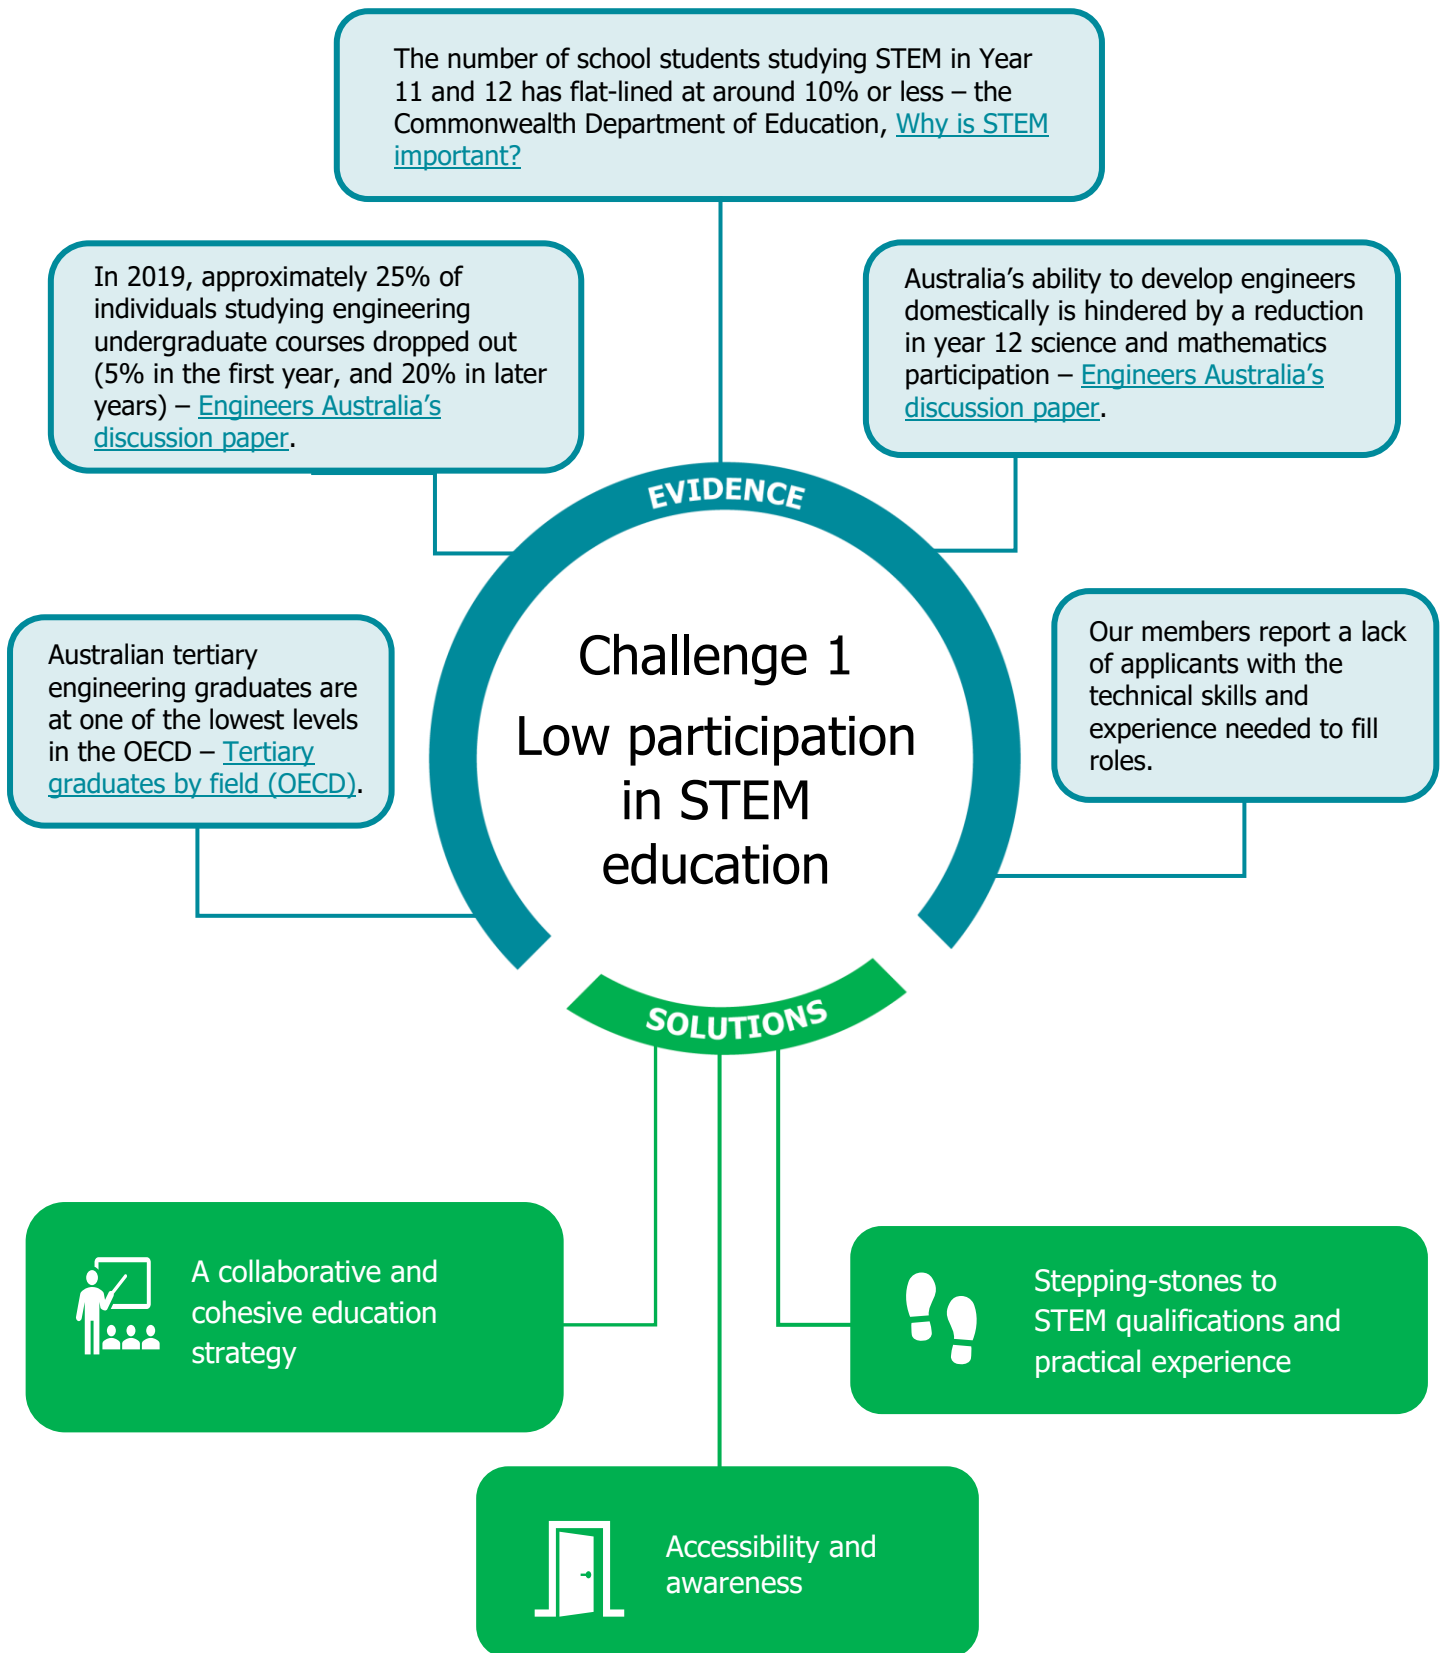 The number of school students studying STEM in Year
11 and 12 has flat-lined at around 10% or less – the
Commonwealth Department of Education, Why is STEM
important?
In 2019, approximately 25% of
individuals studying engineering
undergraduate courses dropped out
(5% in the first year, and 20% in later
years) – Engineers Australia’s
discussion paper.
Australia’s ability to develop engineers
domestically is hindered by a reduction
in year 12 science and mathematics
participation – Engineers Australia’s
discussion paper.
EVIDENCE
Australian tertiary
engineering graduates are
at one of the lowest levels
in the OECD – Tertiary
graduates by field (OECD).
Challenge 1
Low participation
in STEM
education
Our members report a lack
of applicants with the
technical skills and
experience needed to fill
roles.
SOLUTIONS
A collaborative and
cohesive education
strategy
Stepping-stones to
STEM qualifications and
practical experience
Accessibility and
awareness